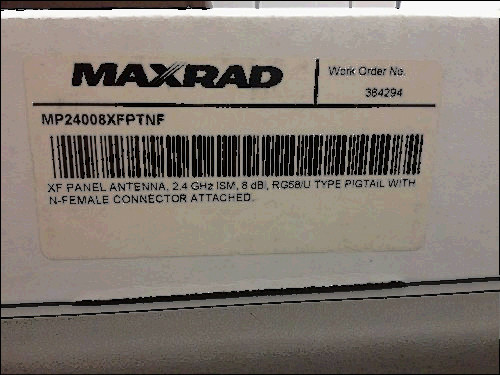 MAXRAD
Work Order No.
384294
MP24008XFPTNF
XF PANEL ANTENNA, 2.4 GHz ISM, 8 dBi, RG58/U TYPE PIGTAIL WITH
N-FEMALE CONNECTOR ATTACHED.